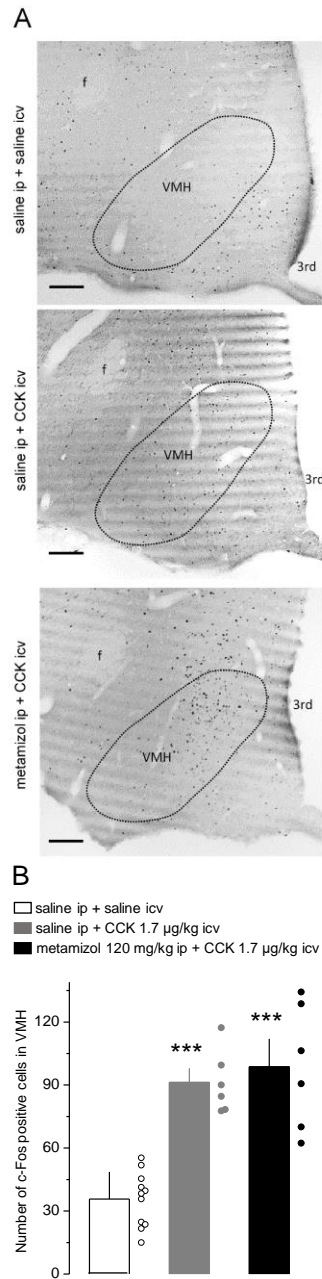 A
saline ip + saline icv
f
VMH
3rd
saline ip + CCK icv
f
VMH
3rd
metamizol ip + CCK icv
f
VMH
3rd
B
saline ip + saline icv
saline ip + CCK 1.7 µg/kg icv
metamizol 120 mg/kg ip + CCK 1.7 µg/kg icv
Number of c-Fos positive cells in VMH
120
90
60
30
0
***
***